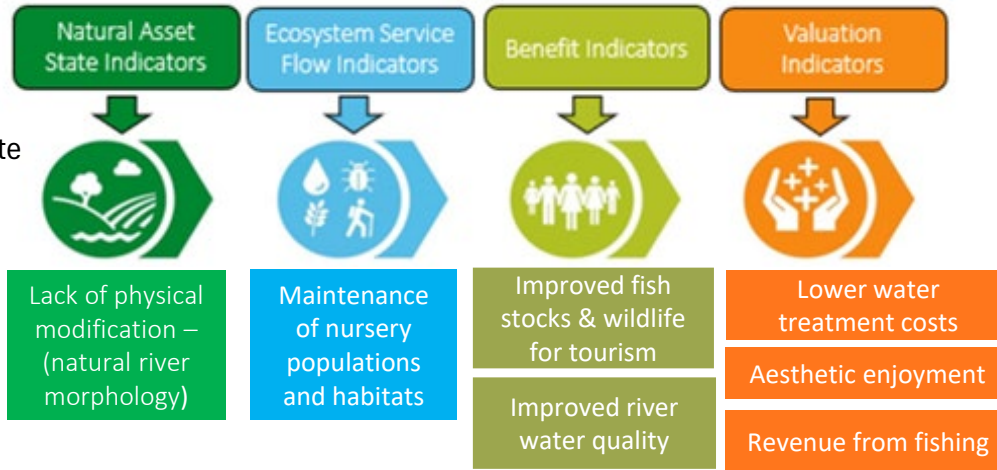 Natural Asset
State Indicators
Ecosystem Service
Flow Indicators
Benefit Indicators
Valuation
Indicators
te
Lack of physical
modification –
(natural river
morphology)
Maintenance
of nursery
populations
and habitats
Improved fish
stocks & wildlife
for tourism
Improved river
water quality
Lower water
treatment costs
Aesthetic enjoyment
Revenue from fishing